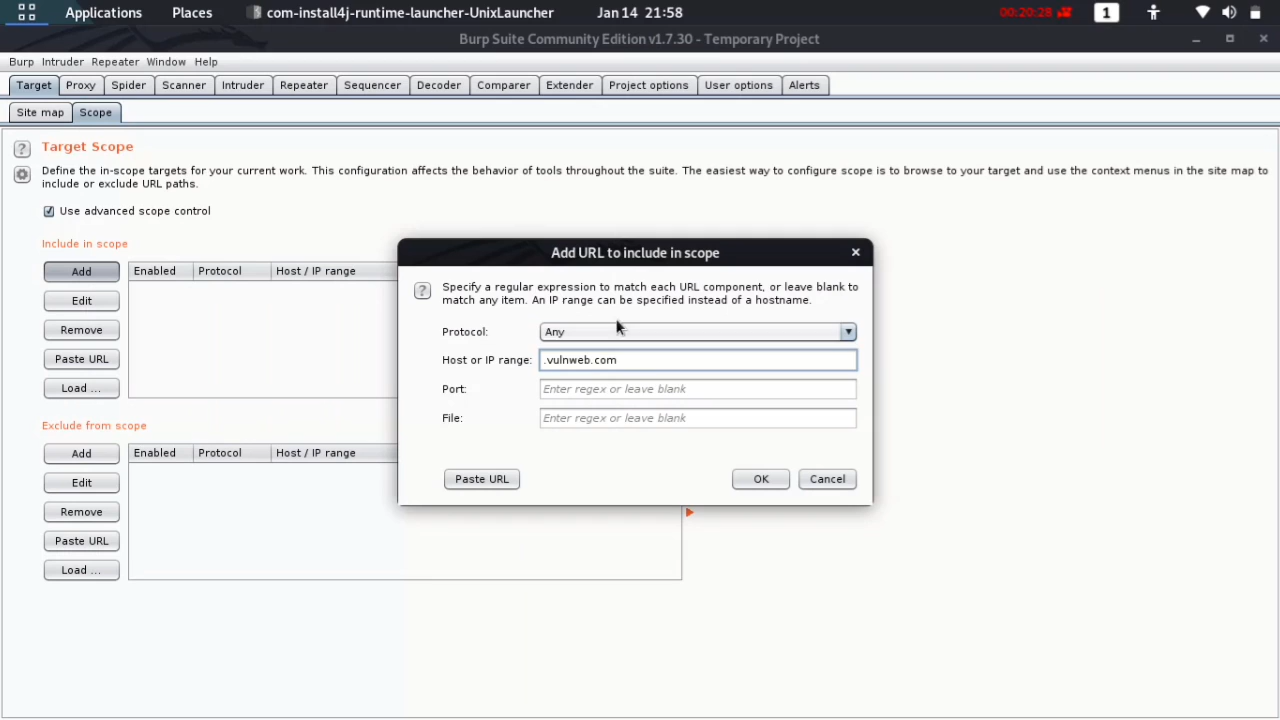 Applications Places com-install4j-runtime-launcher-UnixLauncher Jan 14 21:58 00:20:28 1
Burp Suite Community Edition v1.7.30 - Temporary Project
Burp Intruder Repeater Window Help
Target Proxy Spider Scanner Intruder Repeater Sequencer Decoder Comparer Extender Project options User options Alerts
Site map Scope
? Target Scope
Define the in-scope targets for your current work. This configuration affects the behavior of tools throughout the suite. The easiest way to configure scope is to browse to your target and use the context menus in the site map to
include or exclude URL paths.
Use advanced scope control
Include in scope
Add Enabled Protocol Host / IP range
Edit
Remove
Paste URL
Load ...
Exclude from scope
Add Enabled Protocol Host / IP range
Edit
Remove
Paste URL
Load ...
Add URL to include in scope
? Specify a regular expression to match each URL component, or leave blank to
match any item. An IP range can be specified instead of a hostname.
Protocol: Any
Host or IP range: .vulnweb.com
Port: Enter regex or leave blank
File: Enter regex or leave blank
Paste URL OK Cancel